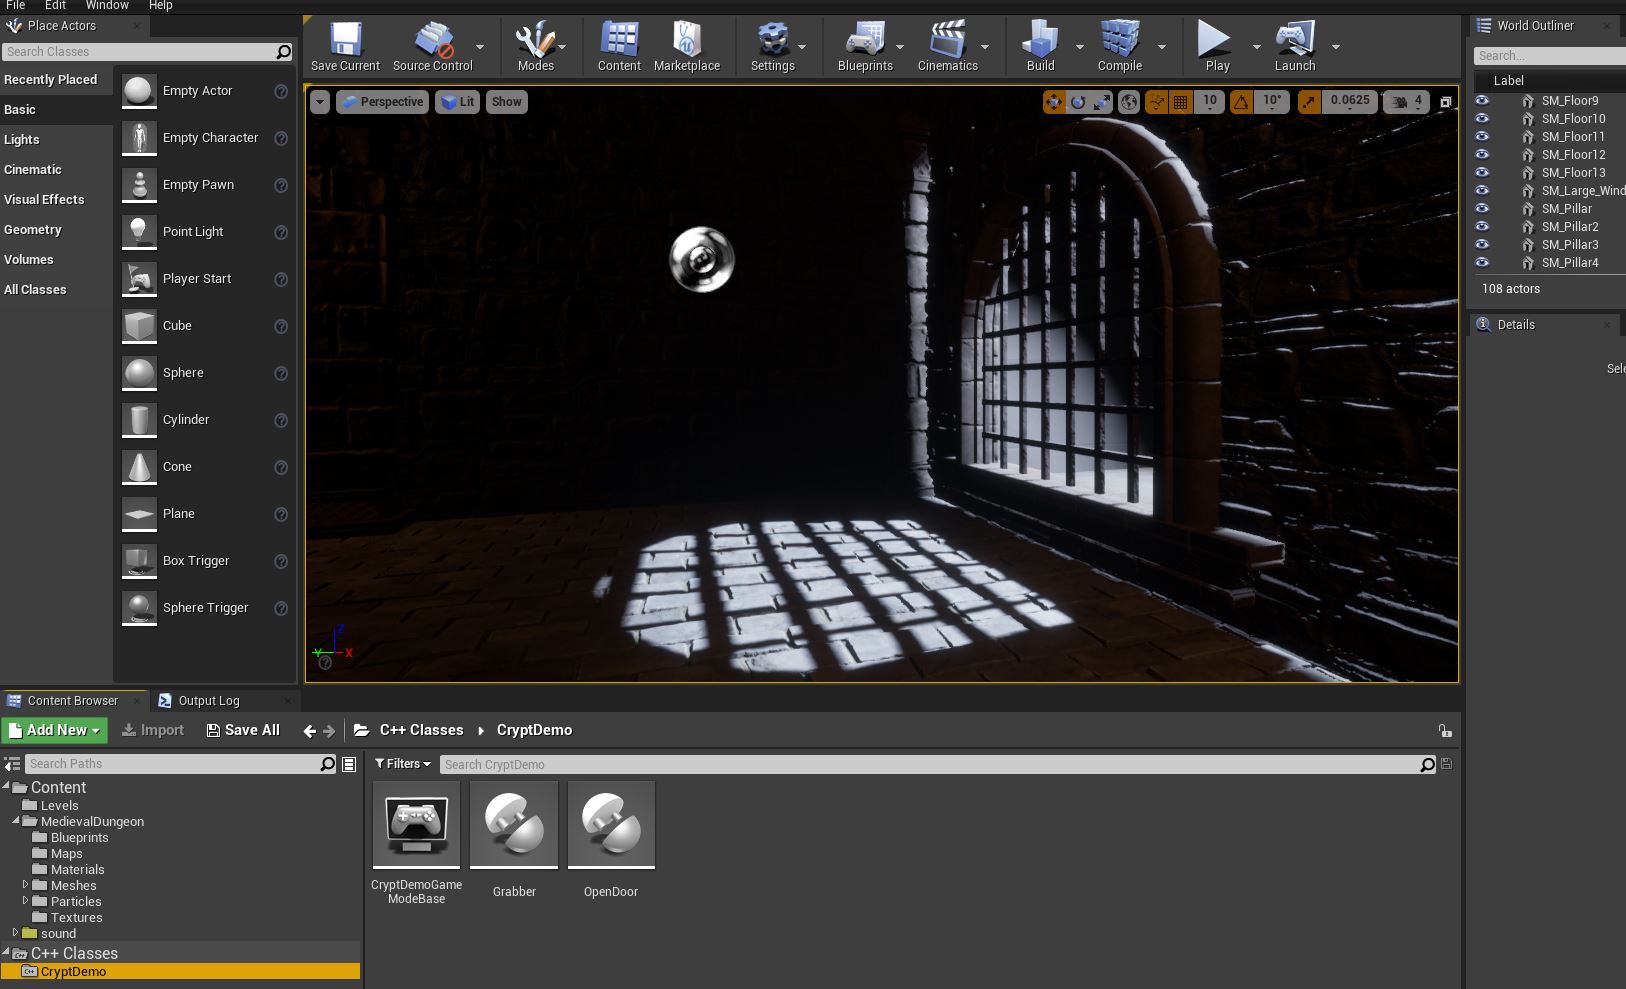 File Edit Window Help
Place Actors
Search Classes
Recently Placed
Basic
Lights
Cinematic
Visual Effects
Geometry
Volumes
All Classes
Empty Actor
Empty Character
Empty Pawn
Point Light
Player Start
Cube
Sphere
Cylinder
Cone
Plane
Box Trigger
Sphere Trigger
Save Current
Source Control
Modes
Content
Marketplace
Settings
Blueprints
Cinematics
Build
Compile
Play
Launch
Perspective
Lit
Show
10
10°
0.0625
4
Z
Y
X
World Outliner
Search...
Label
SM_Floor9
SM_Floor10
SM_Floor11
SM_Floor12
SM_Floor13
SM_Large_Wind
SM_Pillar
SM_Pillar2
SM_Pillar3
SM_Pillar4
108 actors
Details
Sele
Content Browser
Output Log
Add New
Import
Save All
C++ Classes
CryptDemo
Search Paths
Filters
Search CryptDemo
Content
Levels
MedievalDungeon
Blueprints
Maps
Materials
Meshes
Particles
Textures
sound
C++ Classes
CryptDemo
CryptDemoGame
ModeBase
Grabber
OpenDoor